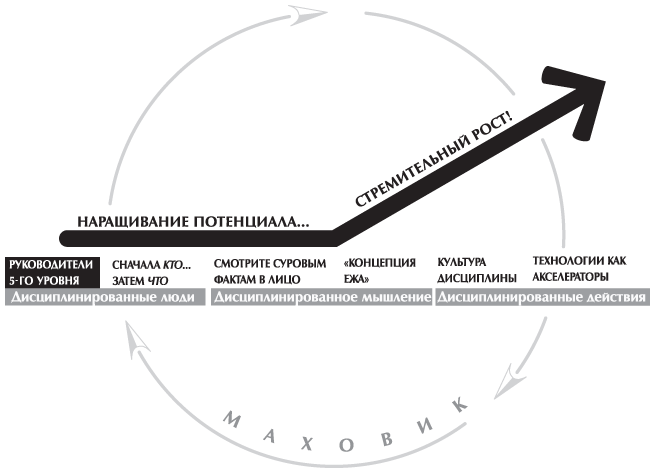 СТРЕМИТЕЛЬНЫЙ РОСТ!
НАРАЩИВАНИЕ ПОТЕНЦИАЛА...
РУКОВОДИТЕЛИ
5-ГО УРОВНЯ
СНАЧАЛА КТО...
ЗАТЕМ ЧТО
СМОТРИТЕ СУРОВЫМ
ФАКТАМ В ЛИЦО
«КОНЦЕПЦИЯ
ЕЖА»
КУЛЬТУРА
ДИСЦИПЛИНЫ
ТЕХНОЛОГИИ КАК
АКСЕЛЕРАТОРЫ
Дисциплинированные люди
Дисциплинированное мышление
Дисциплинированные действия
МАХОВИК